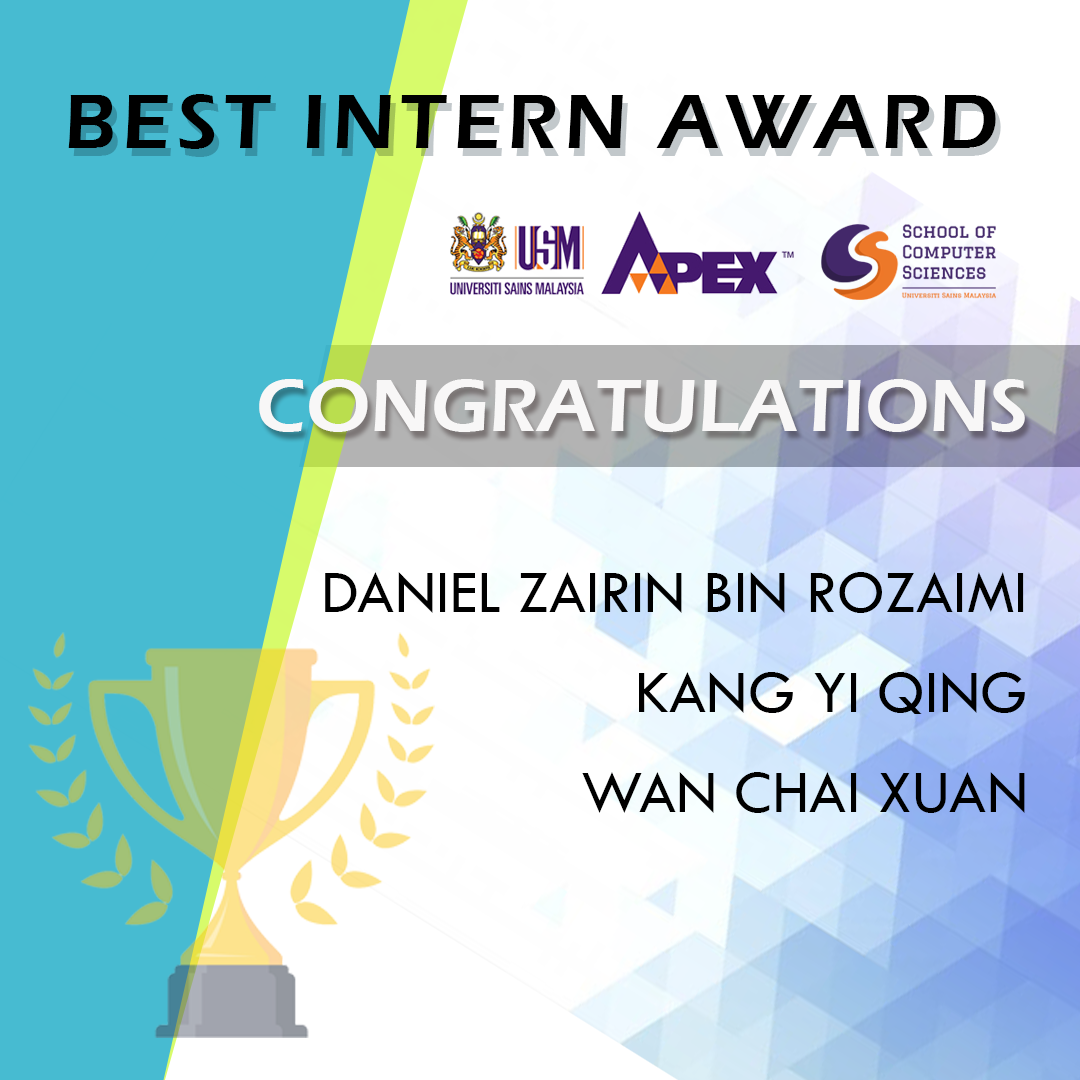 BEST INTERN AWARD
USM
UNIVERSITI SAINS MALAYSIA
APEX™
SCHOOL OF
COMPUTER
SCIENCES
UNIVERSITI SAINS MALAYSIA
CONGRATULATIONS
DANIEL ZAIRIN BIN ROZAIMI
KANG YI QING
WAN CHAI XUAN